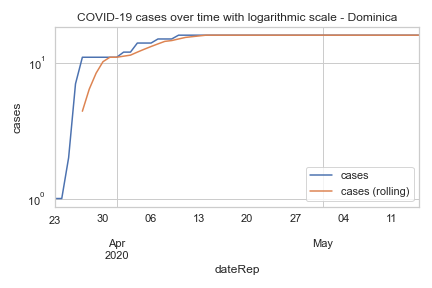 COVID-19 cases over time with logarithmic scale - Dominica
cases
10¹
10⁰
cases
cases (rolling)
23 30 06 13 20 27 04 11
Apr May
2020
dateRep